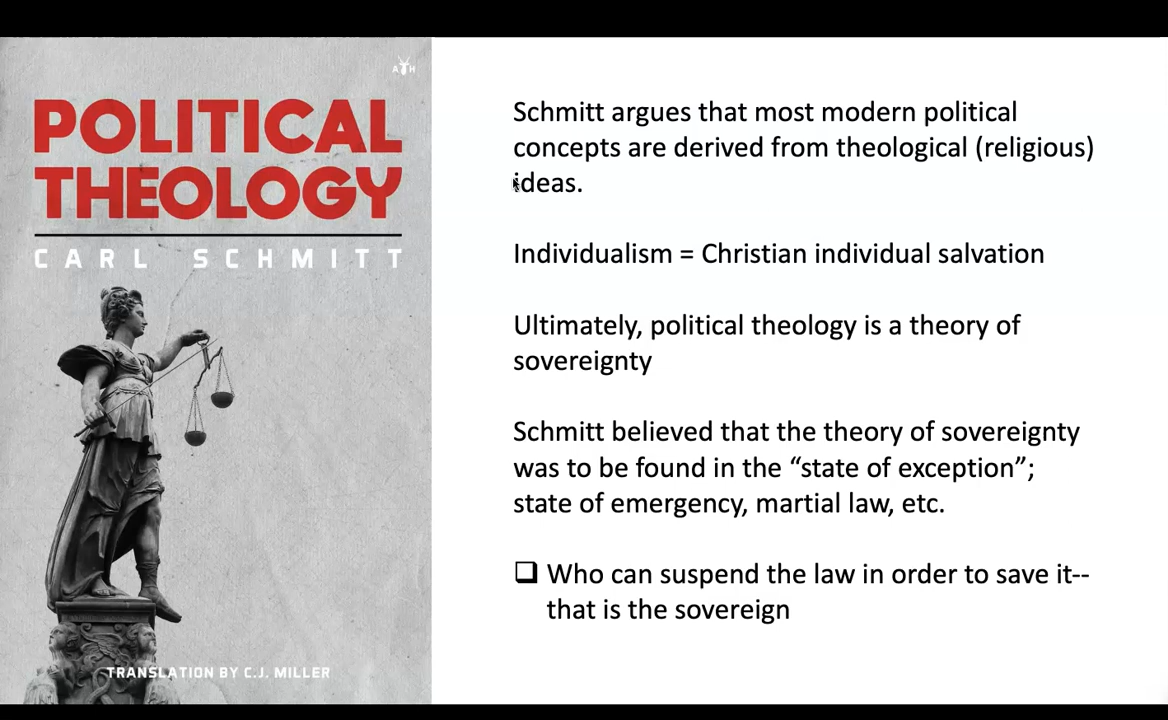 A H
POLITICAL
THEOLOGY
CARL SCHMITT
TRANSLATION BY C.J. MILLER
Schmitt argues that most modern political
concepts are derived from theological (religious)
ideas.
Individualism = Christian individual salvation
Ultimately, political theology is a theory of
sovereignty
Schmitt believed that the theory of sovereignty
was to be found in the “state of exception”;
state of emergency, martial law, etc.
❑ Who can suspend the law in order to save it--
that is the sovereign